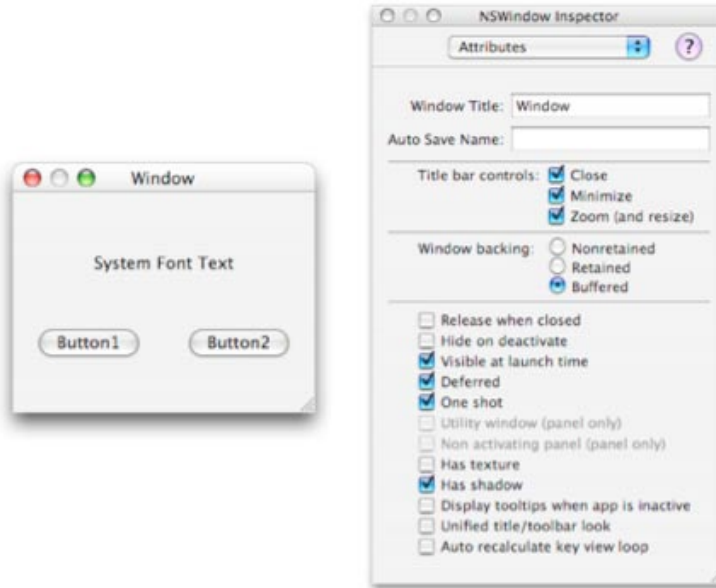 Window
System Font Text
Button1 Button2
NSWindow Inspector
Attributes ?
Window Title: Window
Auto Save Name:
Title bar controls: Close
Minimize
Zoom (and resize)
Window backing: Nonretained
Retained
Buffered
Release when closed
Hide on deactivate
Visible at launch time
Deferred
One shot
Utility window (panel only)
Non activating panel (panel only)
Has texture
Has shadow
Display tooltips when app is inactive
Unified title/toolbar look
Auto recalculate key view loop